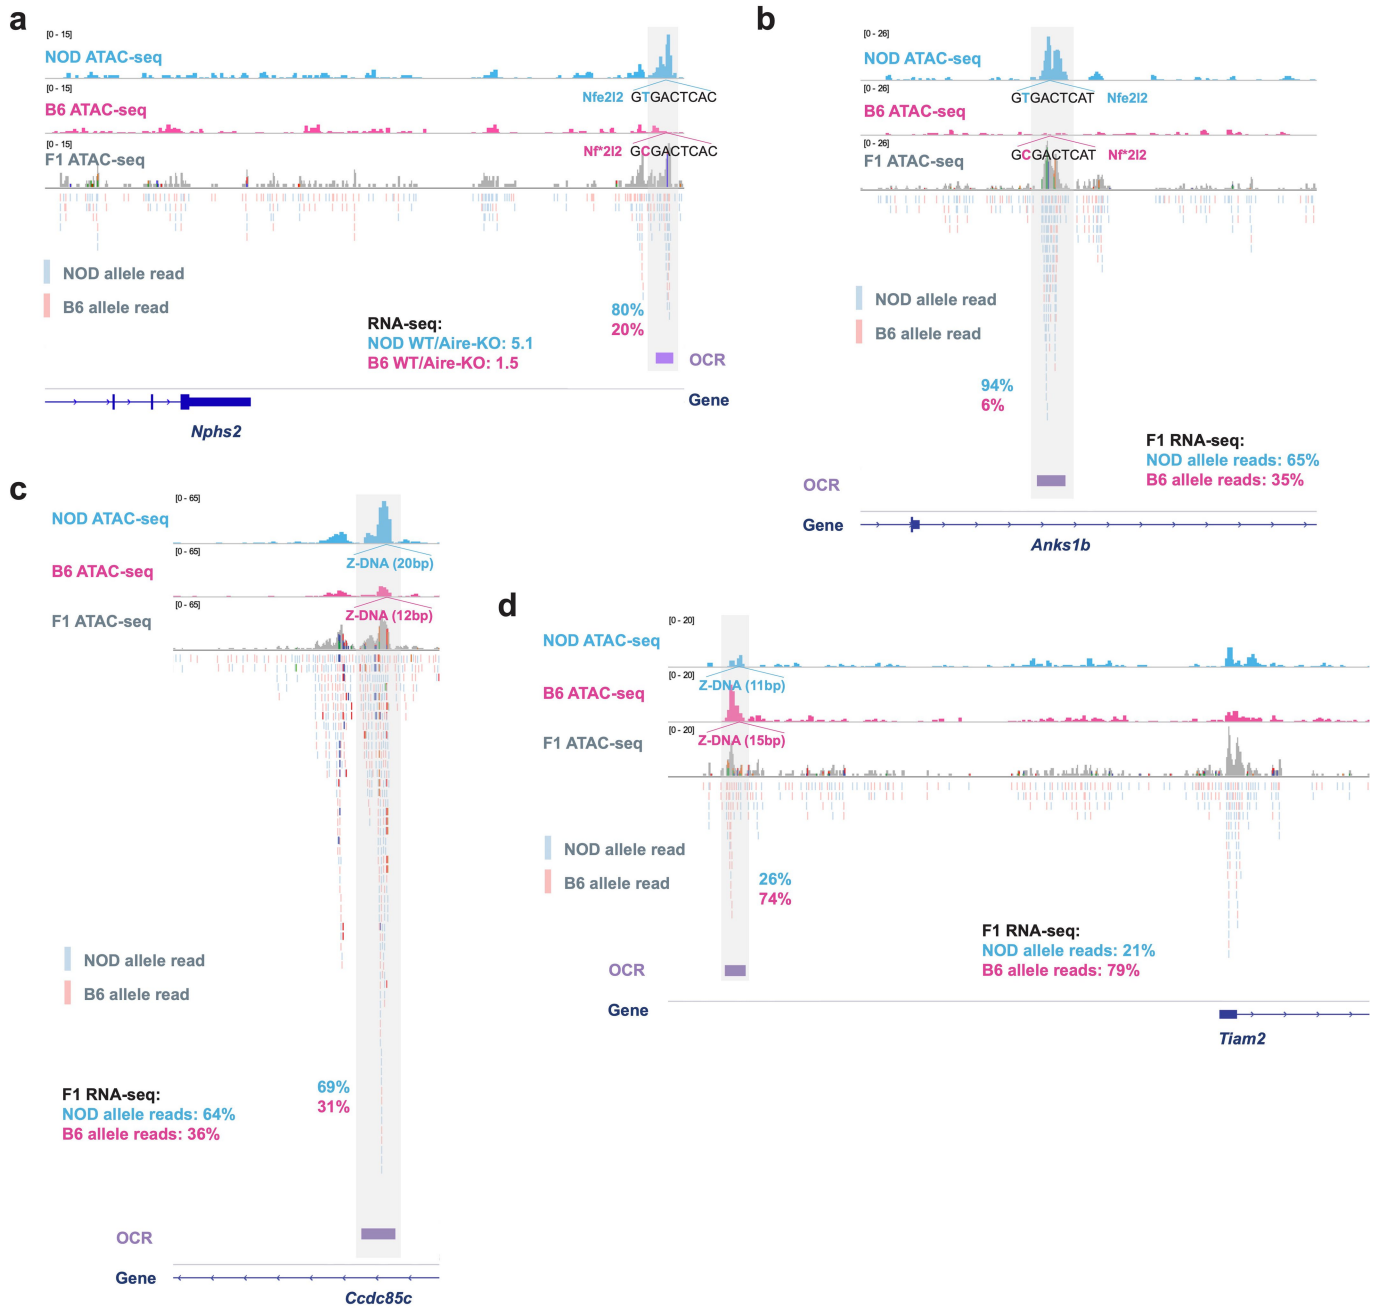 a
[0 - 15]
NOD ATAC-seq
[0 - 15]
Nfe2l2 GTGACTCAC
B6 ATAC-seq
[0 - 15]
Nf*2l2 GCGACTCAC
F1 ATAC-seq
NOD allele read
B6 allele read
RNA-seq:
NOD WT/Aire-KO: 5.1
B6 WT/Aire-KO: 1.5
80%
20%
OCR
Gene
Nphs2
b
[0 - 26]
NOD ATAC-seq
[0 - 26]
GTGACTCAT Nfe2l2
B6 ATAC-seq
[0 - 26]
GCGACTCAT Nf*2l2
F1 ATAC-seq
NOD allele read
B6 allele read
94%
6%
F1 RNA-seq:
NOD allele reads: 65%
B6 allele reads: 35%
OCR
Gene
Anks1b
c
[0 - 65]
NOD ATAC-seq
[0 - 65]
Z-DNA (20bp)
B6 ATAC-seq
[0 - 65]
Z-DNA (12bp)
F1 ATAC-seq
NOD allele read
B6 allele read
69%
31%
F1 RNA-seq:
NOD allele reads: 64%
B6 allele reads: 36%
OCR
Gene
Ccdc85c
d
[0 - 20]
NOD ATAC-seq
[0 - 20]
Z-DNA (11bp)
B6 ATAC-seq
[0 - 20]
Z-DNA (15bp)
F1 ATAC-seq
NOD allele read
B6 allele read
26%
74%
F1 RNA-seq:
NOD allele reads: 21%
B6 allele reads: 79%
OCR
Gene
Tiam2